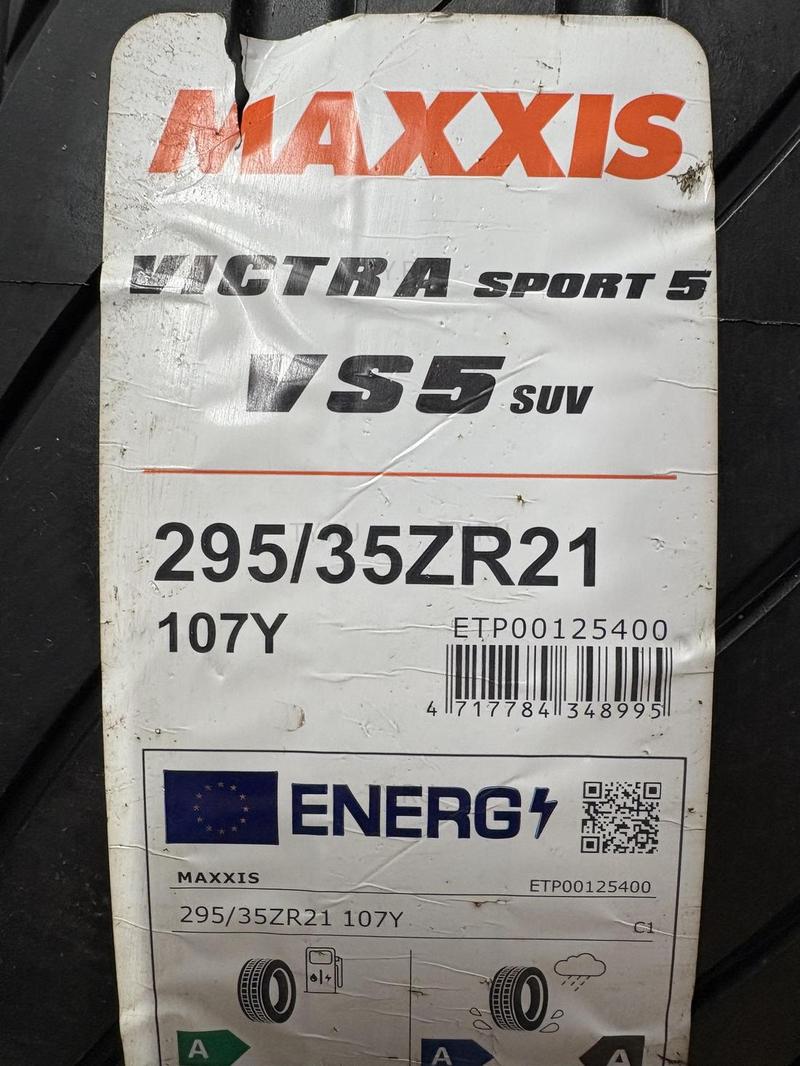 MAXXIS
VICTRA SPORT 5
VS5 SUV
295/35ZR21
107Y
ETP00125400
4 717784 348995
ENERG
MAXXIS
ETP00125400
295/35ZR21 107Y
C1
A
A
A